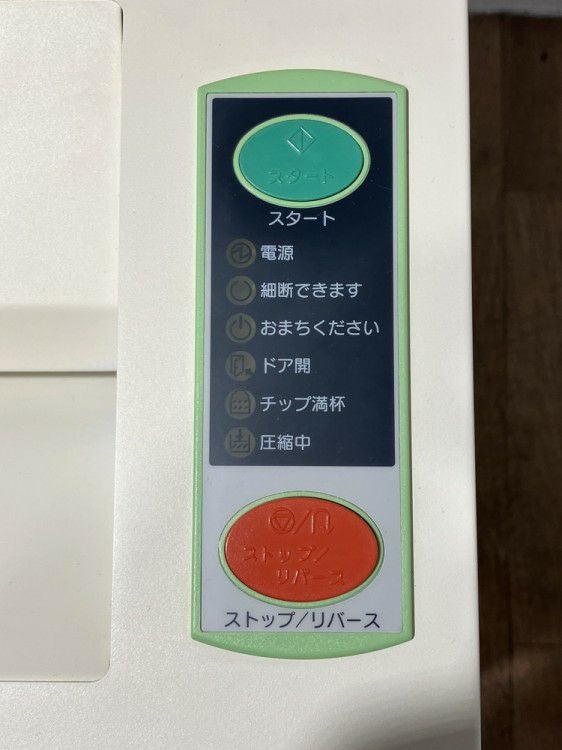 スタート
スタート
電源
細断できます
おまちください
ドア開
チップ満杯
圧縮中
ストップ/
リバース
ストップ/リバース